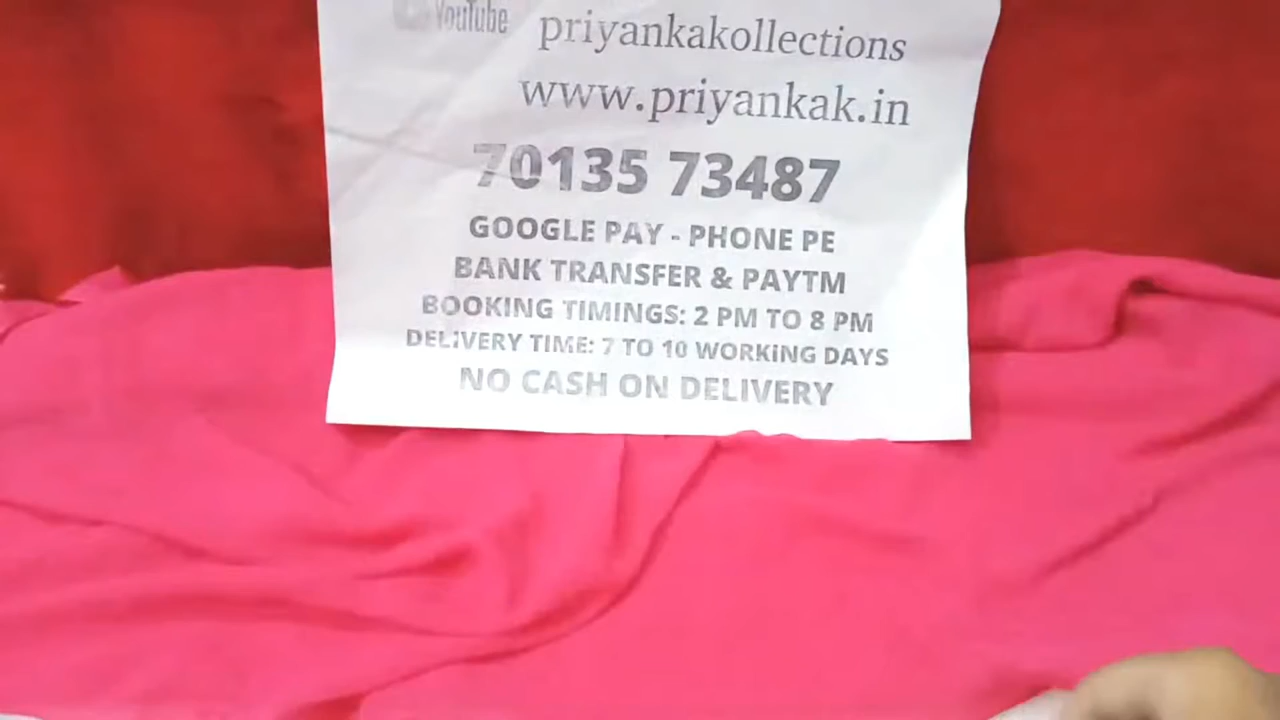 YouTube priyankakollections
www.priyankak.in
70135 73487
GOOGLE PAY - PHONE PE
BANK TRANSFER & PAYTM
BOOKING TIMINGS: 2 PM TO 8 PM
DELIVERY TIME: 7 TO 10 WORKING DAYS
NO CASH ON DELIVERY